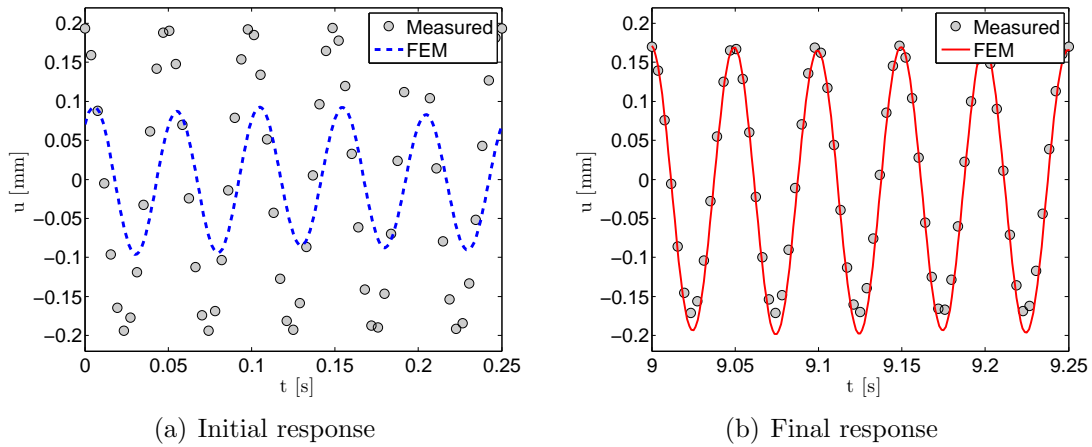 Measured
FEM
0.2
0.1
0.05
0
−0.05
−0.1
−0.15
−0.2
u [mm]
0 0.05 0.1 0.15 0.2 0.25
t [s]
(a) Initial response
Measured
FEM
0.2
0.15
0.1
0.05
0
−0.05
−0.1
−0.15
−0.2
u [mm]
9 9.05 9.1 9.15 9.2 9.25
t [s]
(b) Final response